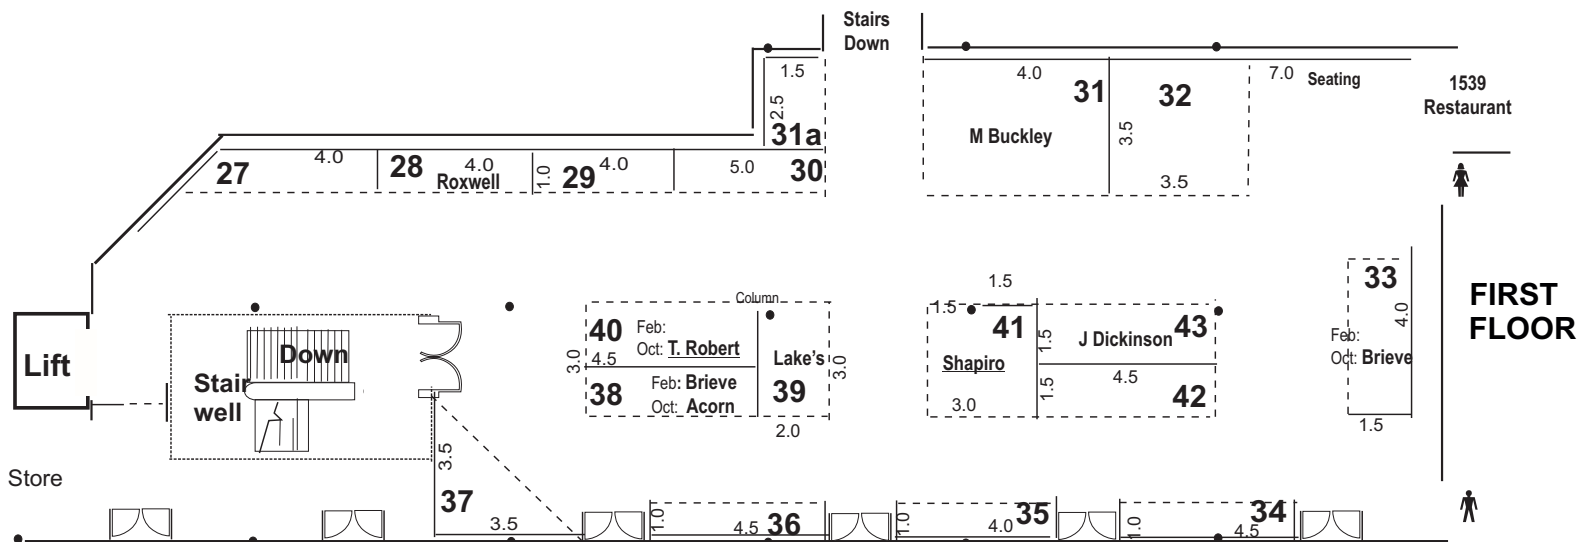 Stairs
Down
1.5
4.0
31
32
7.0
Seating
1539
Restaurant
2.5
31a
M Buckley
3.5
27
4.0
28
4.0
Roxwell
1.0
29
4.0
5.0
30
3.5
33
4.0
Feb:
Oct: Brieve
1.5
FIRST
FLOOR
Lift
Down
Stair
well
Column
40
Feb:
Oct: T. Robert
3.0
4.5
38
Feb: Brieve
Oct: Acorn
Lake's
39
3.0
2.0
1.5
1.5
41
Shapiro
3.0
1.5
J Dickinson
43
4.5
1.5
42
Store
3.5
37
3.5
1.0
4.5
36
1.0
4.0
35
1.0
4.5
34